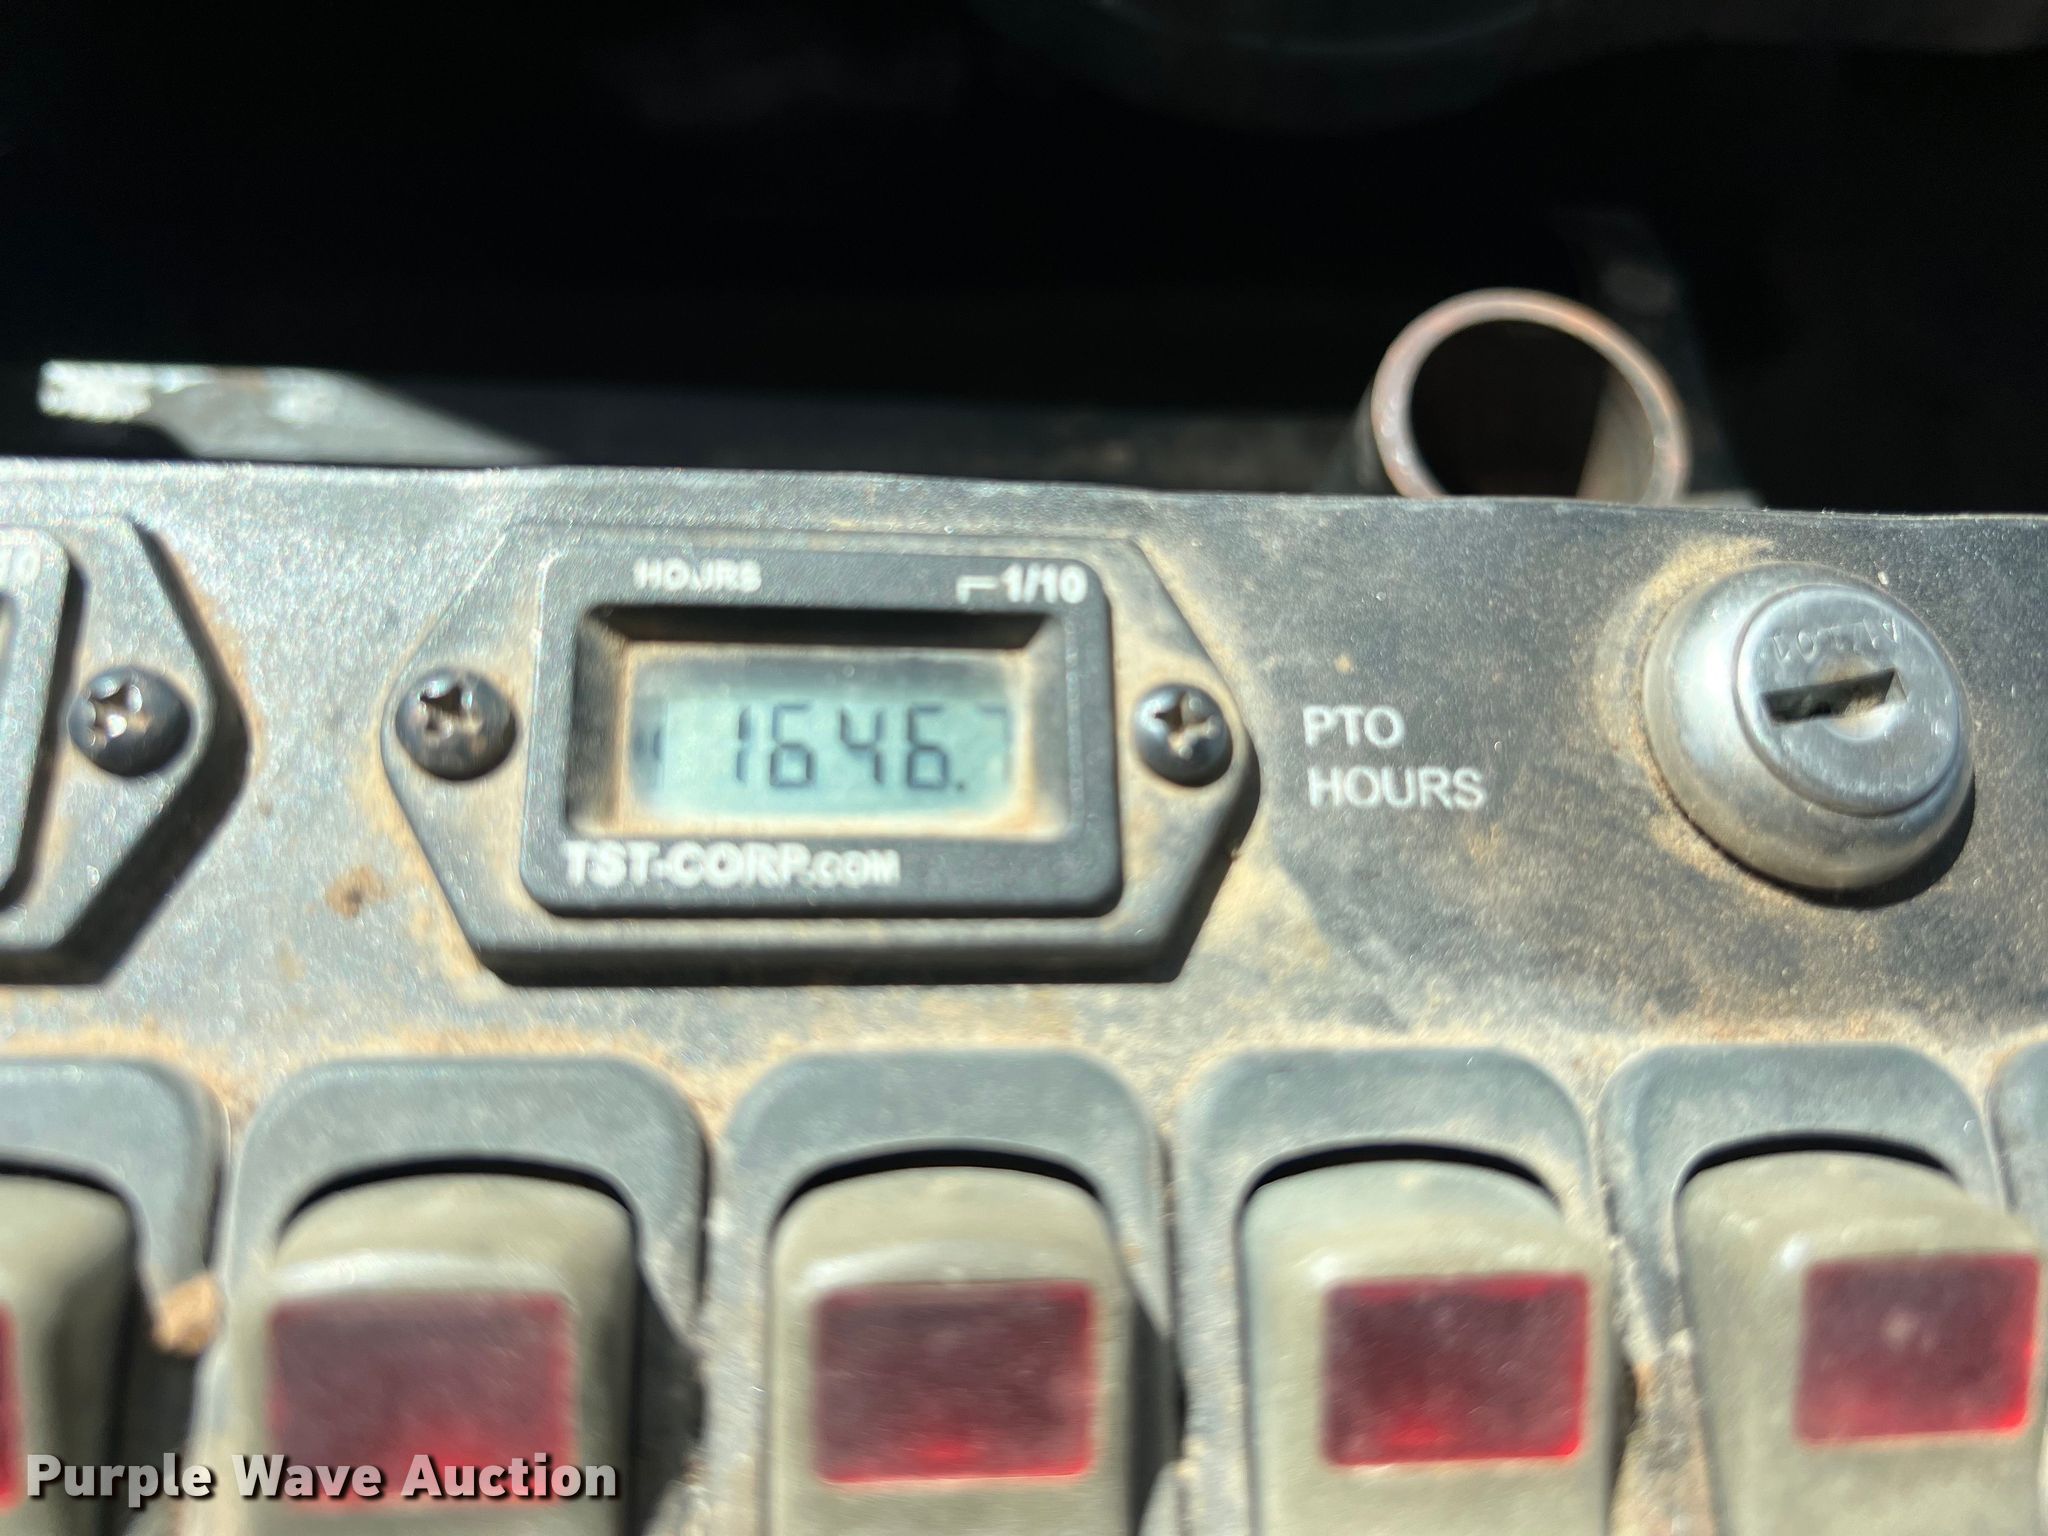 HOURS 1/10
1646.7
TST-CORP.COM
PTO
HOURS
Purple Wave Auction